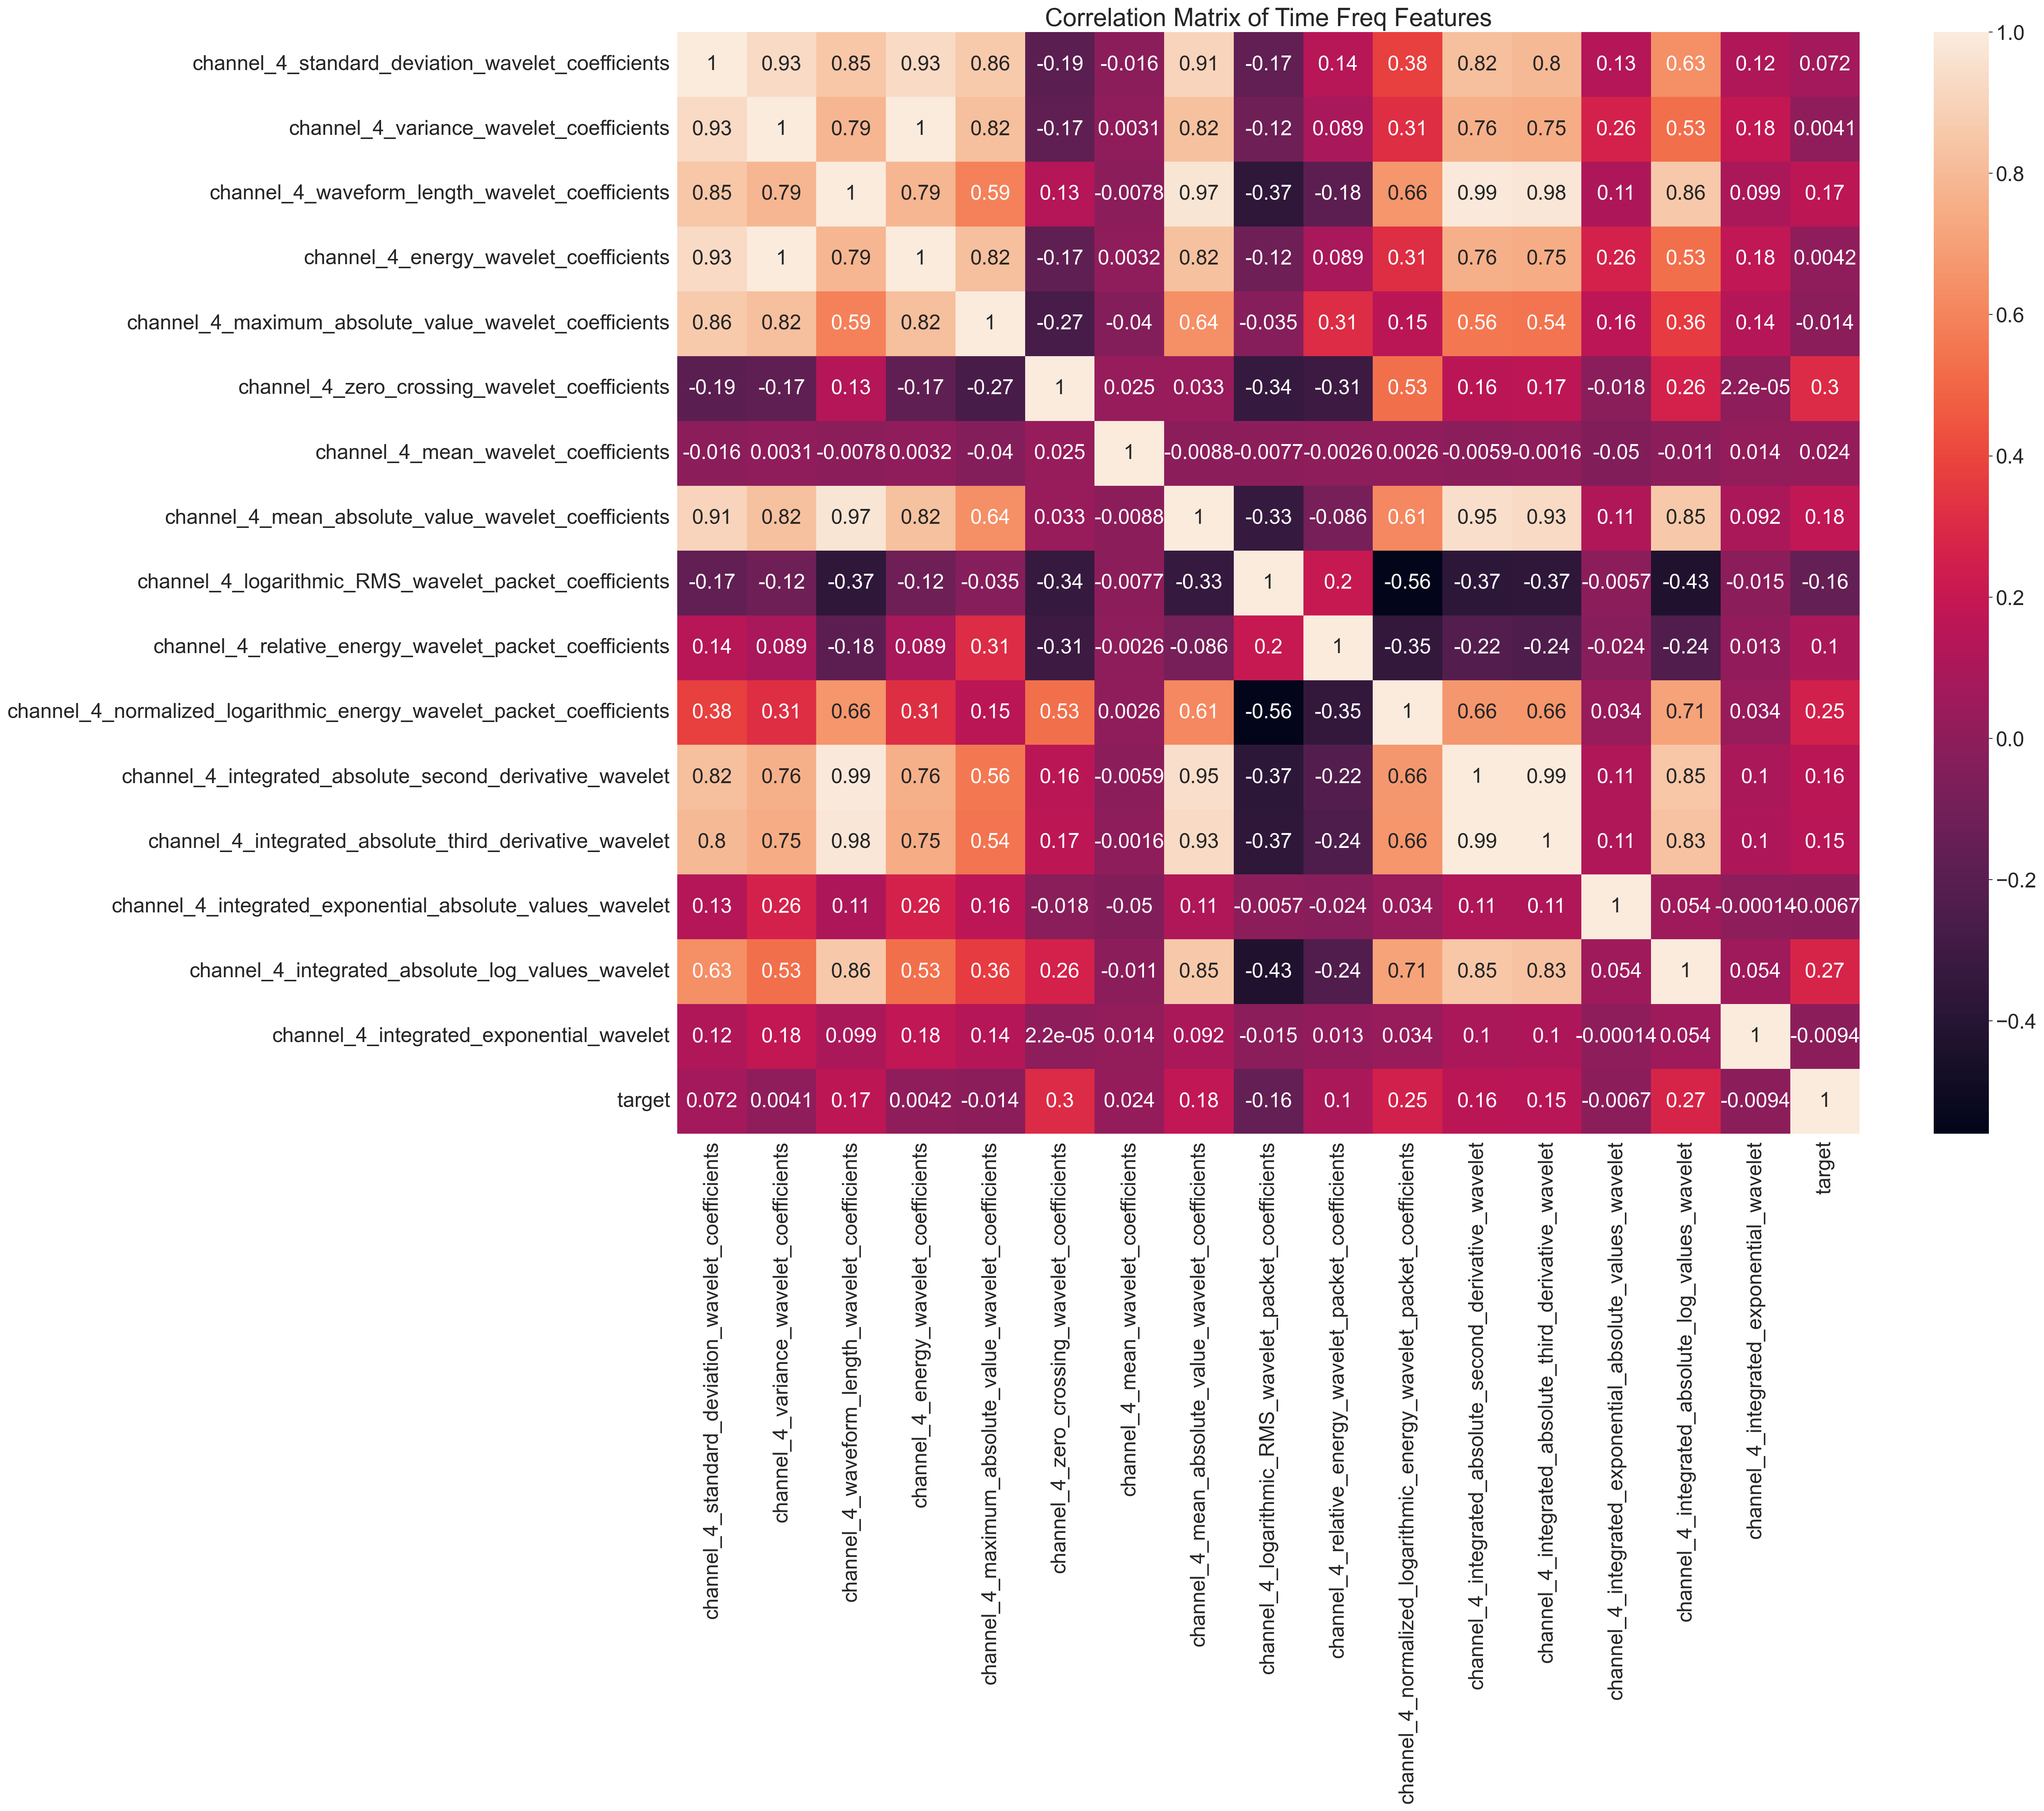 Correlation Matrix of Time Freq Features
channel_4_standard_deviation_wavelet_coefficients 1 0.93 0.85 0.93 0.86 -0.19 -0.016 0.91 -0.17 0.14 0.38 0.82 0.8 0.13 0.63 0.12 0.072
channel_4_variance_wavelet_coefficients 0.93 1 0.79 1 0.82 -0.17 0.0031 0.82 -0.12 0.089 0.31 0.76 0.75 0.26 0.53 0.18 0.0041
channel_4_waveform_length_wavelet_coefficients 0.85 0.79 1 0.79 0.59 0.13 -0.0078 0.97 -0.37 -0.18 0.66 0.99 0.98 0.11 0.86 0.099 0.17
channel_4_energy_wavelet_coefficients 0.93 1 0.79 1 0.82 -0.17 0.0032 0.82 -0.12 0.089 0.31 0.76 0.75 0.26 0.53 0.18 0.0042
channel_4_maximum_absolute_value_wavelet_coefficients 0.86 0.82 0.59 0.82 1 -0.27 -0.04 0.64 -0.035 0.31 0.15 0.56 0.54 0.16 0.36 0.14 -0.014
channel_4_zero_crossing_wavelet_coefficients -0.19 -0.17 0.13 -0.17 -0.27 1 0.025 0.033 -0.34 -0.31 0.53 0.16 0.17 -0.018 0.26 2.2e-05 0.3
channel_4_mean_wavelet_coefficients -0.016 0.0031 -0.0078 0.0032 -0.04 0.025 1 -0.0088 -0.0077 -0.0026 0.0026 -0.0059 -0.0016 -0.05 -0.011 0.014 0.024
channel_4_mean_absolute_value_wavelet_coefficients 0.91 0.82 0.97 0.82 0.64 0.033 -0.0088 1 -0.33 -0.086 0.61 0.95 0.93 0.11 0.85 0.092 0.18
channel_4_logarithmic_RMS_wavelet_packet_coefficients -0.17 -0.12 -0.37 -0.12 -0.035 -0.34 -0.0077 -0.33 1 0.2 -0.56 -0.37 -0.37 -0.0057 -0.43 -0.015 -0.16
channel_4_relative_energy_wavelet_packet_coefficients 0.14 0.089 -0.18 0.089 0.31 -0.31 -0.0026 -0.086 0.2 1 -0.35 -0.22 -0.24 -0.024 -0.24 0.013 0.1
channel_4_normalized_logarithmic_energy_wavelet_packet_coefficients 0.38 0.31 0.66 0.31 0.15 0.53 0.0026 0.61 -0.56 -0.35 1 0.66 0.66 0.034 0.71 0.034 0.25
channel_4_integrated_absolute_second_derivative_wavelet 0.82 0.76 0.99 0.76 0.56 0.16 -0.0059 0.95 -0.37 -0.22 0.66 1 0.99 0.11 0.85 0.1 0.16
channel_4_integrated_absolute_third_derivative_wavelet 0.8 0.75 0.98 0.75 0.54 0.17 -0.0016 0.93 -0.37 -0.24 0.66 0.99 1 0.11 0.83 0.1 0.15
channel_4_integrated_exponential_absolute_values_wavelet 0.13 0.26 0.11 0.26 0.16 -0.018 -0.05 0.11 -0.0057 -0.024 0.034 0.11 0.11 1 0.054 -0.00014 -0.0067
channel_4_integrated_absolute_log_values_wavelet 0.63 0.53 0.86 0.53 0.36 0.26 -0.011 0.85 -0.43 -0.24 0.71 0.85 0.83 0.054 1 0.054 0.27
channel_4_integrated_exponential_wavelet 0.12 0.18 0.099 0.18 0.14 2.2e-05 0.014 0.092 -0.015 0.013 0.034 0.1 0.1 -0.00014 0.054 1 -0.0094
target 0.072 0.0041 0.17 0.0042 -0.014 0.3 0.024 0.18 -0.16 0.1 0.25 0.16 0.15 -0.0067 0.27 -0.0094 1
channel_4_standard_deviation_wavelet_coefficients
channel_4_variance_wavelet_coefficients
channel_4_waveform_length_wavelet_coefficients
channel_4_energy_wavelet_coefficients
channel_4_maximum_absolute_value_wavelet_coefficients
channel_4_zero_crossing_wavelet_coefficients
channel_4_mean_wavelet_coefficients
channel_4_mean_absolute_value_wavelet_coefficients
channel_4_logarithmic_RMS_wavelet_packet_coefficients
channel_4_relative_energy_wavelet_packet_coefficients
channel_4_normalized_logarithmic_energy_wavelet_packet_coefficients
channel_4_integrated_absolute_second_derivative_wavelet
channel_4_integrated_absolute_third_derivative_wavelet
channel_4_integrated_exponential_absolute_values_wavelet
channel_4_integrated_absolute_log_values_wavelet
channel_4_integrated_exponential_wavelet
target
1.0
0.8
0.6
0.4
0.2
0.0
−0.2
−0.4